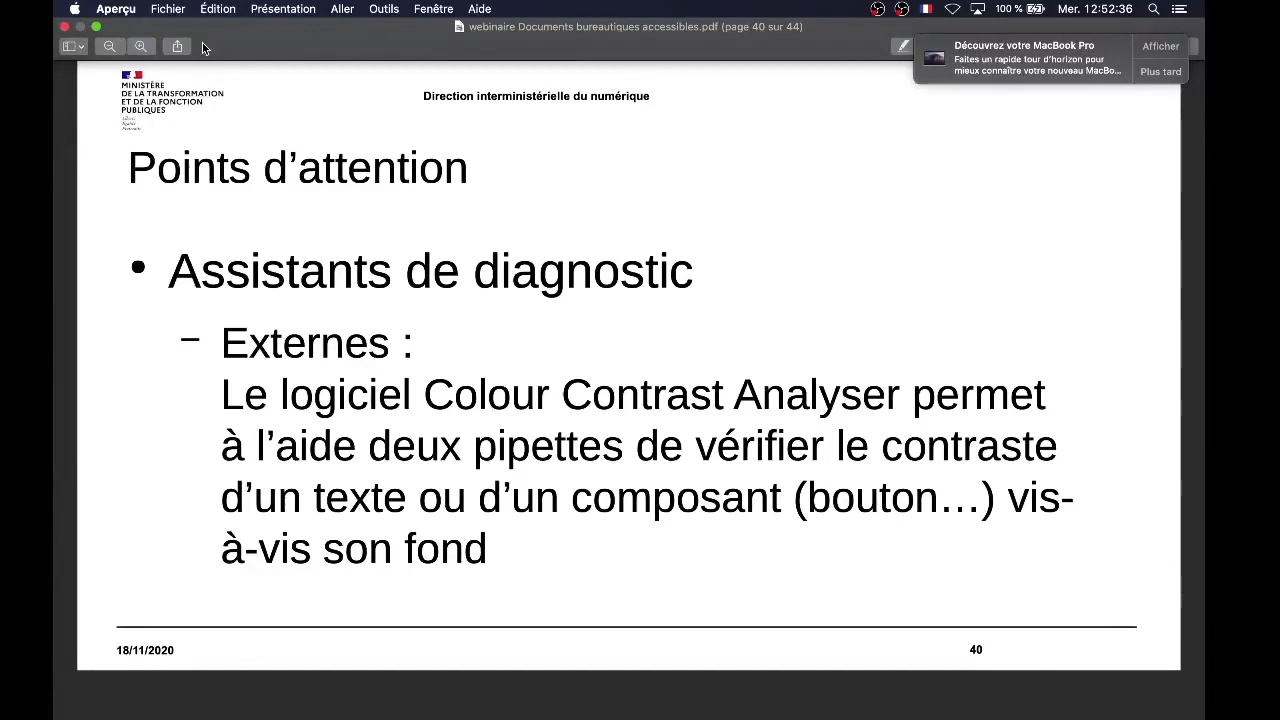 Aperçu Fichier Édition Présentation Aller Outils Fenêtre Aide 100 % Mer. 12:52:36
webinaire Documents bureautiques accessibles.pdf (page 40 sur 44)
Découvrez votre MacBook Pro
Faites un rapide tour d'horizon pour
mieux connaître votre nouveau MacBo...
Afficher
Plus tard
MINISTÈRE
DE LA TRANSFORMATION
ET DE LA FONCTION
PUBLIQUES
Liberté
Égalité
Fraternité
Direction interministérielle du numérique
Points d’attention
• Assistants de diagnostic
– Externes :
Le logiciel Colour Contrast Analyser permet
à l’aide deux pipettes de vérifier le contraste
d’un texte ou d’un composant (bouton…) vis-
à-vis son fond
18/11/2020
40